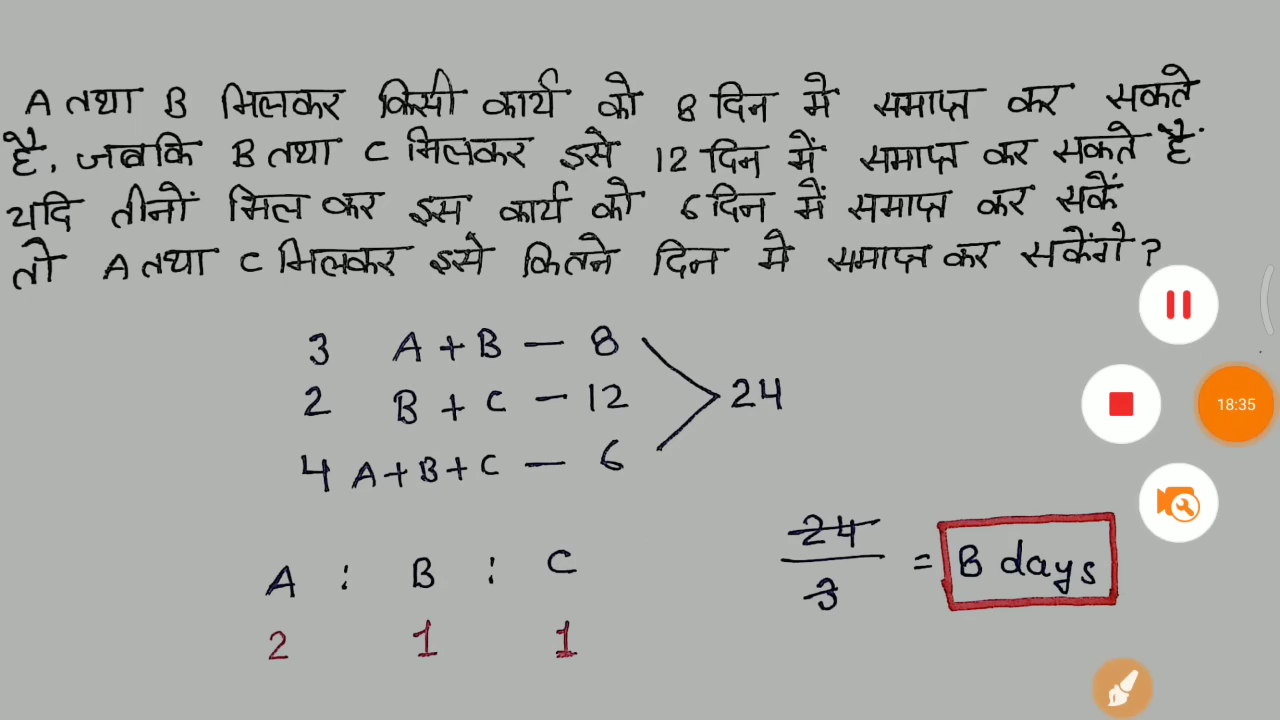 A तथा B मिलकर किसी कार्य को 8 दिन मे समाप्त कर सकते
है, जबकि B तथा C मिलकर इसे 12 दिन में समाप्त कर सकते हैं
यदि तीनों मिल कर इस कार्य को 6 दिन में समाप्त कर सकें
तो A तथा C मिलकर इसे कितने दिन मे समाप्त कर सकेंगे?
3 A + B - 8
2 B + C - 12
24
4 A + B + C - 6
24
3
= 8 days
A : B : C
2 1 1
18:35